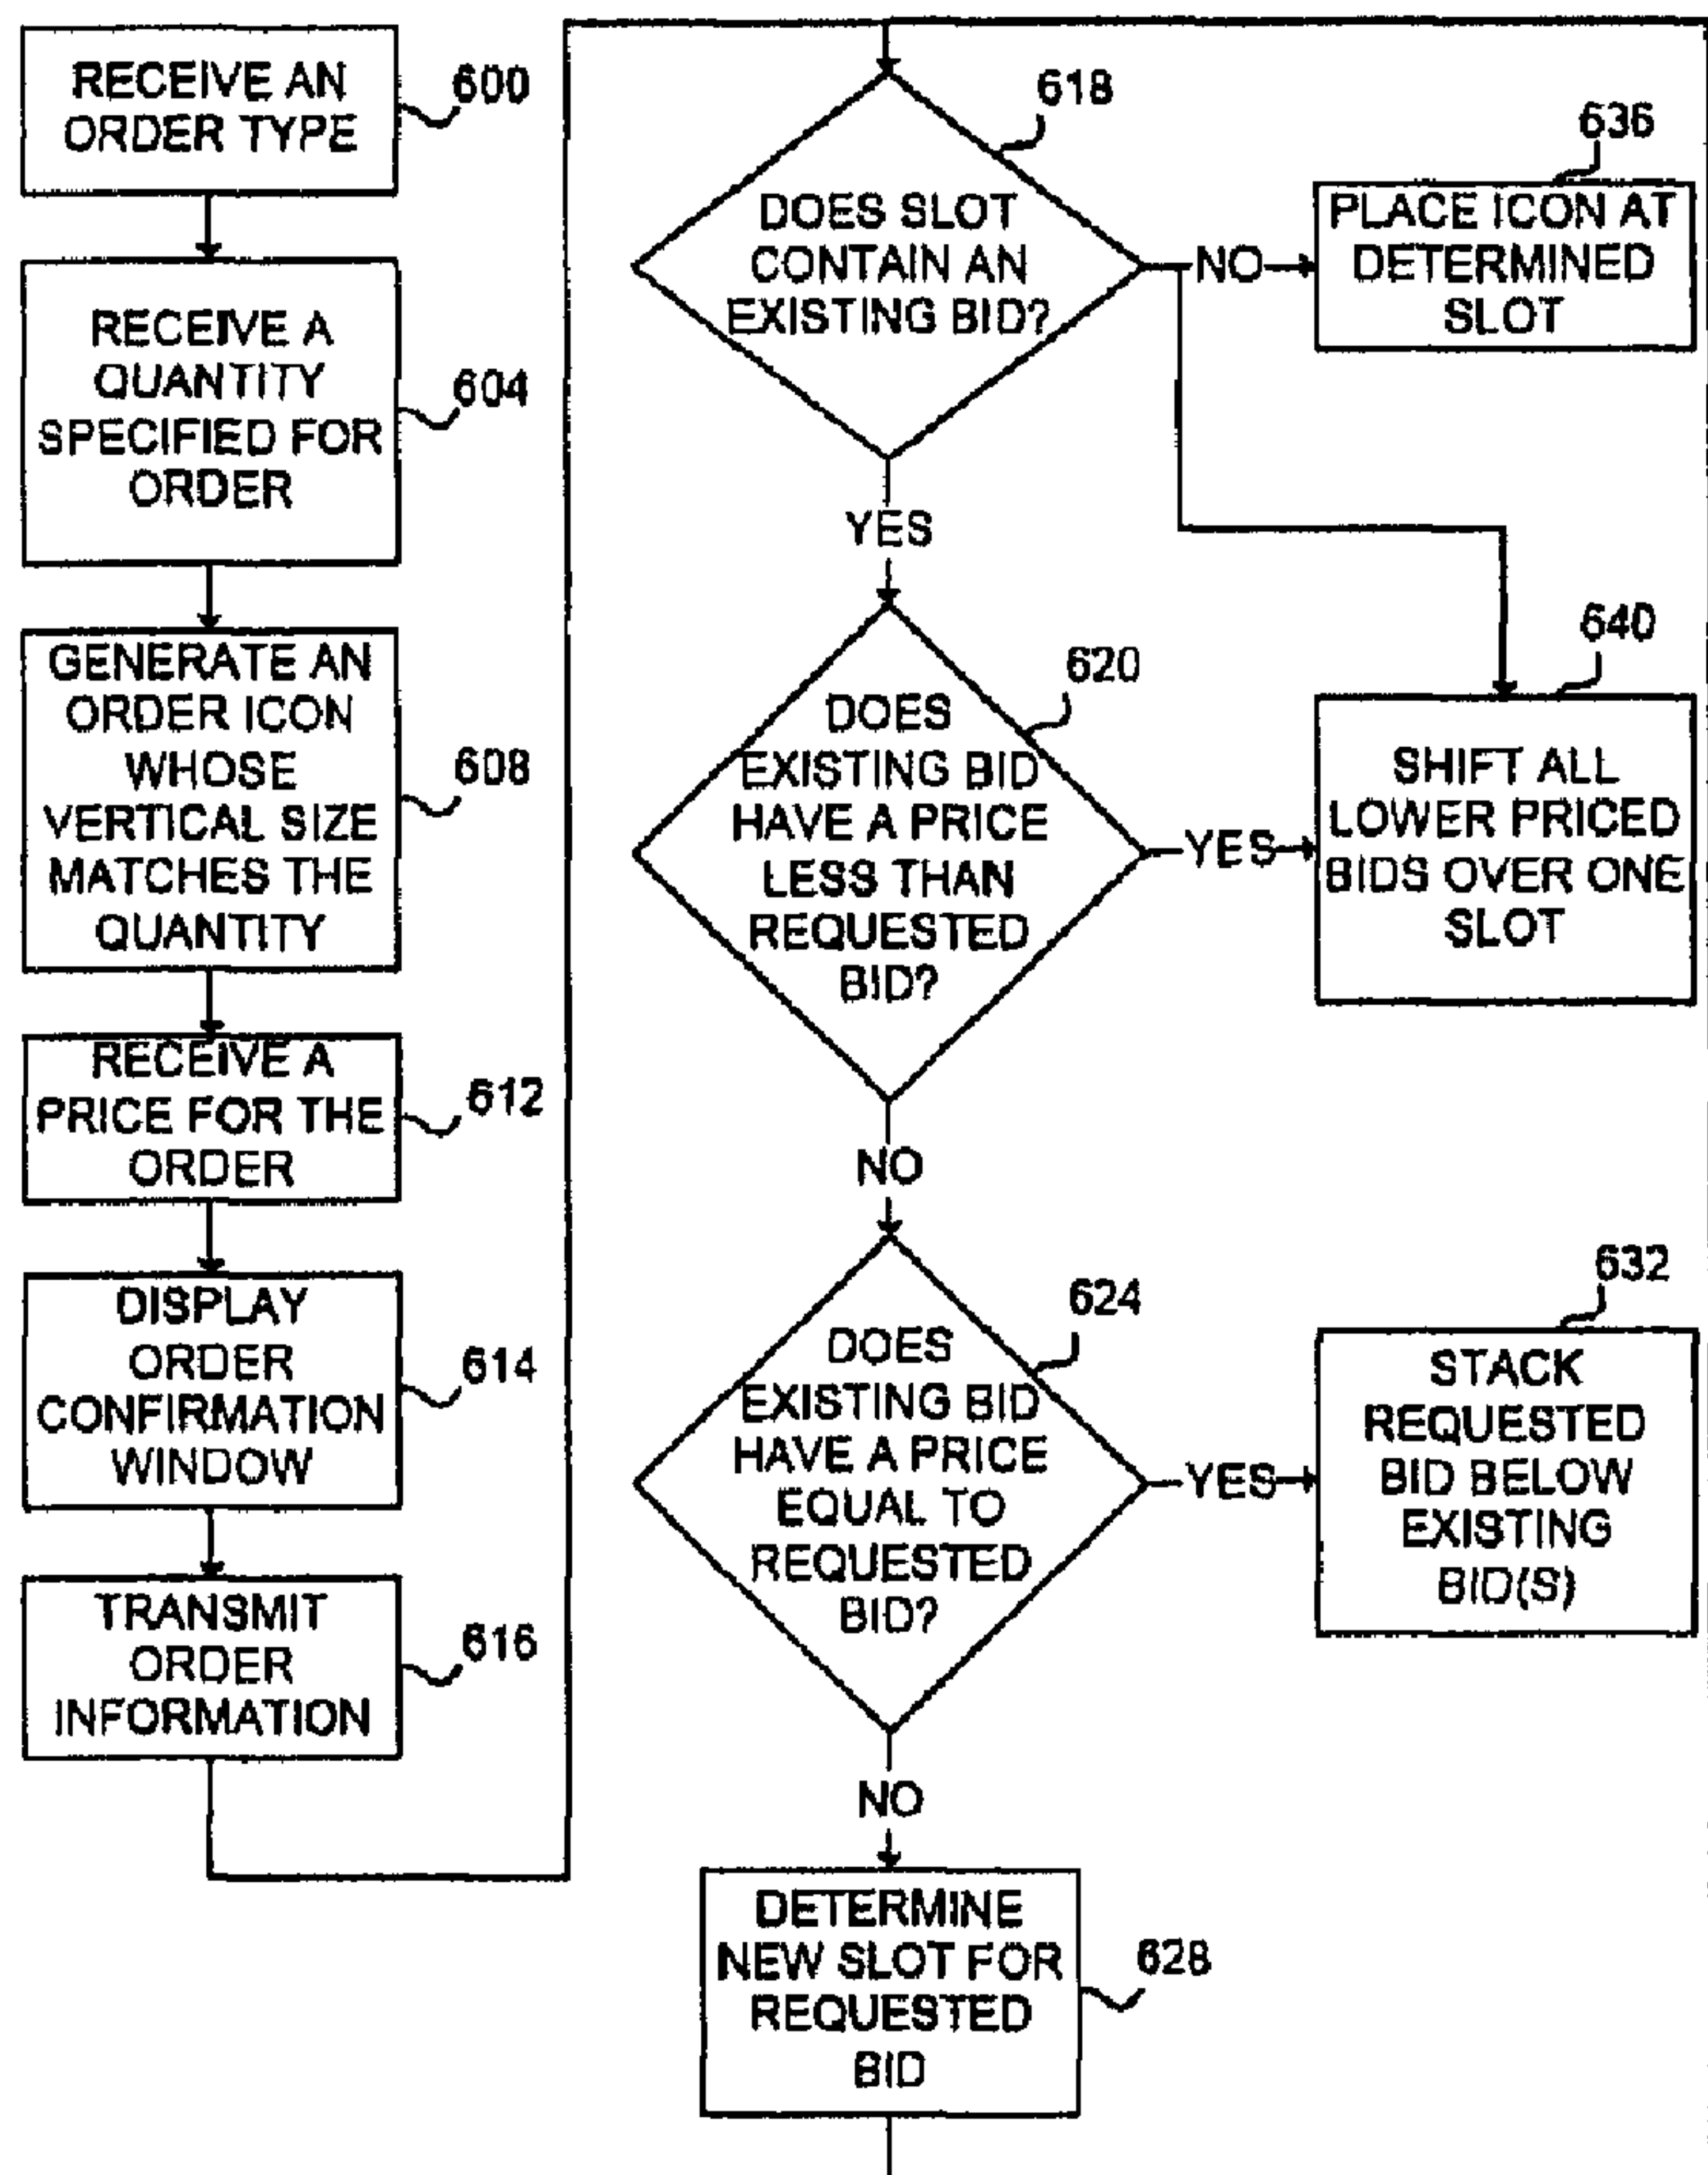 RECEIVE AN
ORDER TYPE
600
RECEIVE A
QUANTITY
SPECIFIED FOR
ORDER
604
GENERATE AN
ORDER ICON
WHOSE
VERTICAL SIZE
MATCHES THE
QUANTITY
608
RECEIVE A
PRICE FOR THE
ORDER
612
DISPLAY
ORDER
CONFIRMATION
WINDOW
614
TRANSMIT
ORDER
INFORMATION
616
DOES SLOT
CONTAIN AN
EXISTING BID?
618
NO
PLACE ICON AT
DETERMINED
SLOT
636
YES
DOES
EXISTING BID
HAVE A PRICE
LESS THAN
REQUESTED
BID?
620
YES
SHIFT ALL
LOWER PRICED
BIDS OVER ONE
SLOT
640
NO
DOES
EXISTING BID
HAVE A PRICE
EQUAL TO
REQUESTED
BID?
624
YES
STACK
REQUESTED
BID BELOW
EXISTING
BID(S)
632
NO
DETERMINE
NEW SLOT FOR
REQUESTED
BID
628